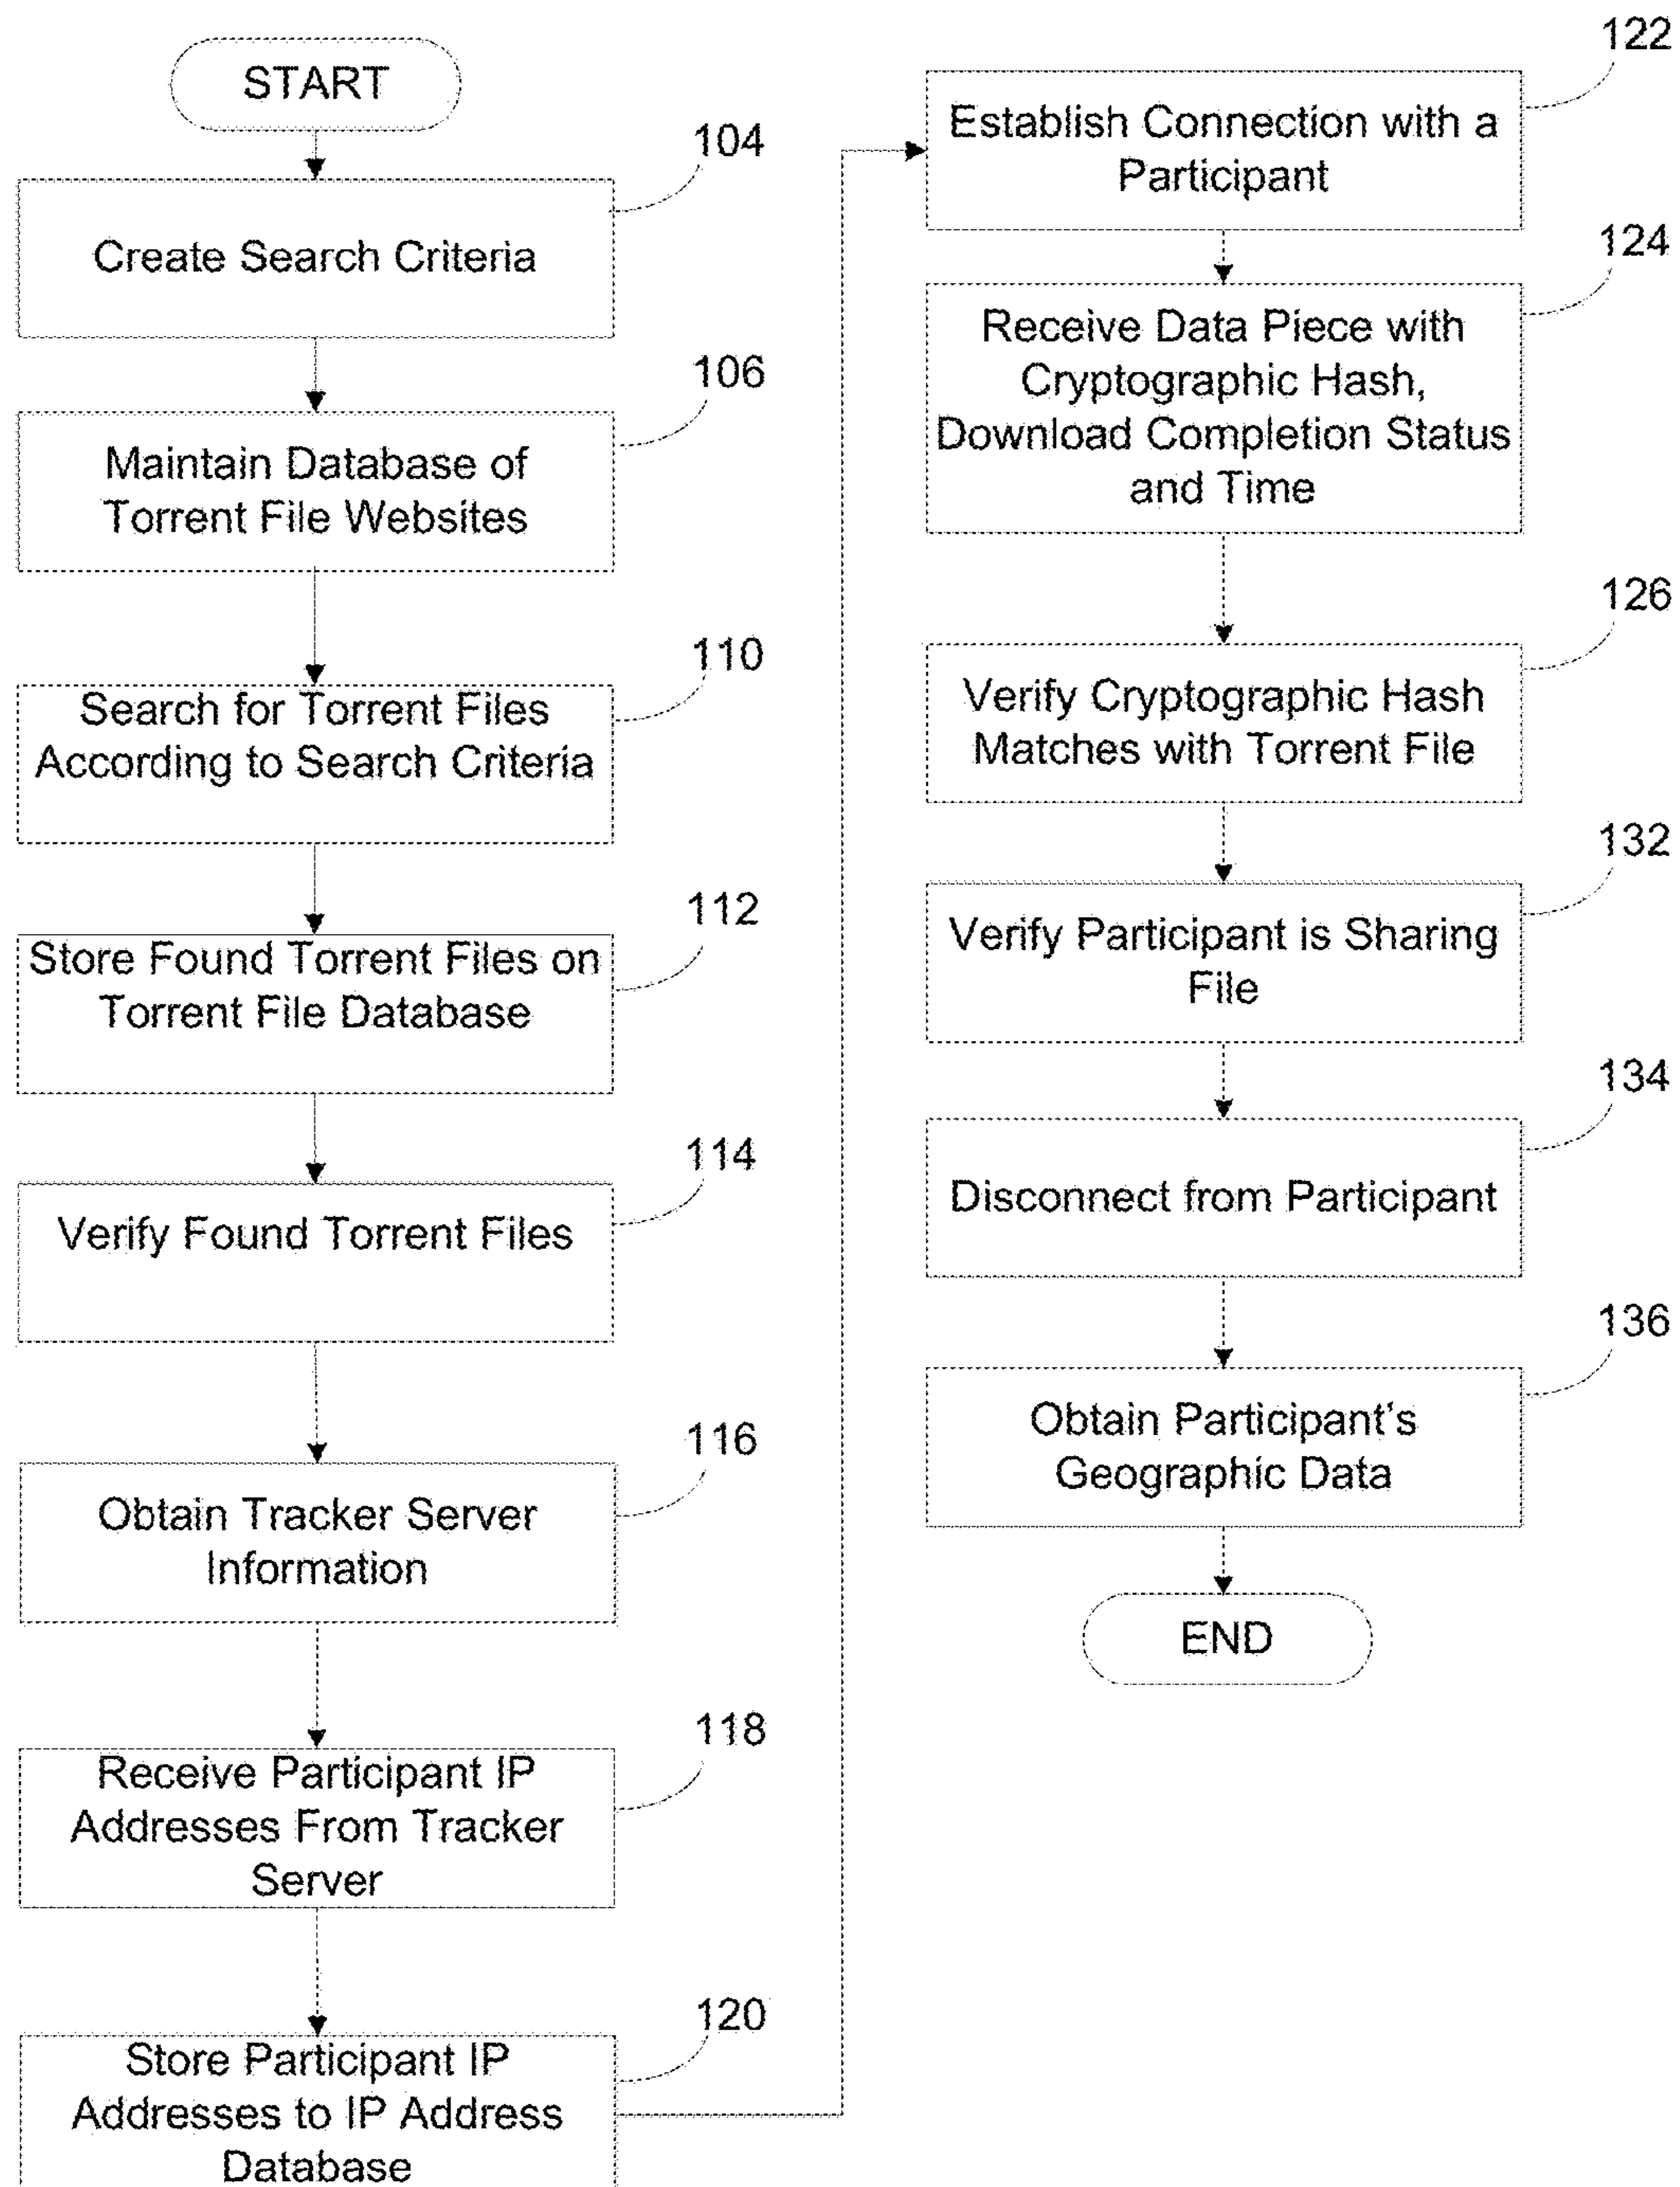 START
104
Create Search Criteria
106
Maintain Database of
Torrent File Websites
110
Search for Torrent Files
According to Search Criteria
112
Store Found Torrent Files on
Torrent File Database
114
Verify Found Torrent Files
116
Obtain Tracker Server
Information
118
Receive Participant IP
Addresses From Tracker
Server
120
Store Participant IP
Addresses to IP Address
Database
122
Establish Connection with a
Participant
124
Receive Data Piece with
Cryptographic Hash,
Download Completion Status
and Time
126
Verify Cryptographic Hash
Matches with Torrent File
132
Verify Participant is Sharing
File
134
Disconnect from Participant
136
Obtain Participant's
Geographic Data
END